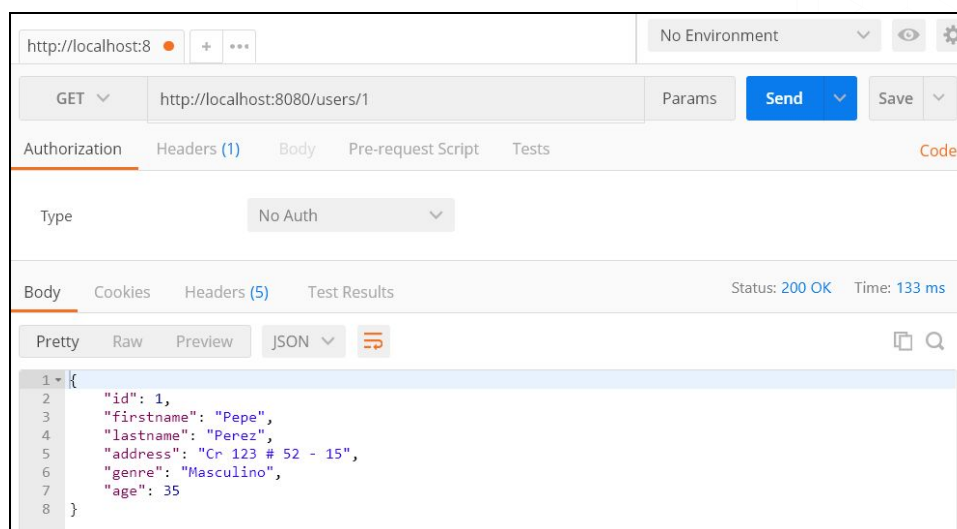 http://localhost:8 + ••• No Environment
GET http://localhost:8080/users/1 Params Send Save
Authorization Headers (1) Body Pre-request Script Tests Code
Type No Auth
Body Cookies Headers (5) Test Results Status: 200 OK Time: 133 ms
Pretty Raw Preview JSON
1 {
2 "id": 1,
3 "firstname": "Pepe",
4 "lastname": "Perez",
5 "address": "Cr 123 # 52 - 15",
6 "genre": "Masculino",
7 "age": 35
8 }